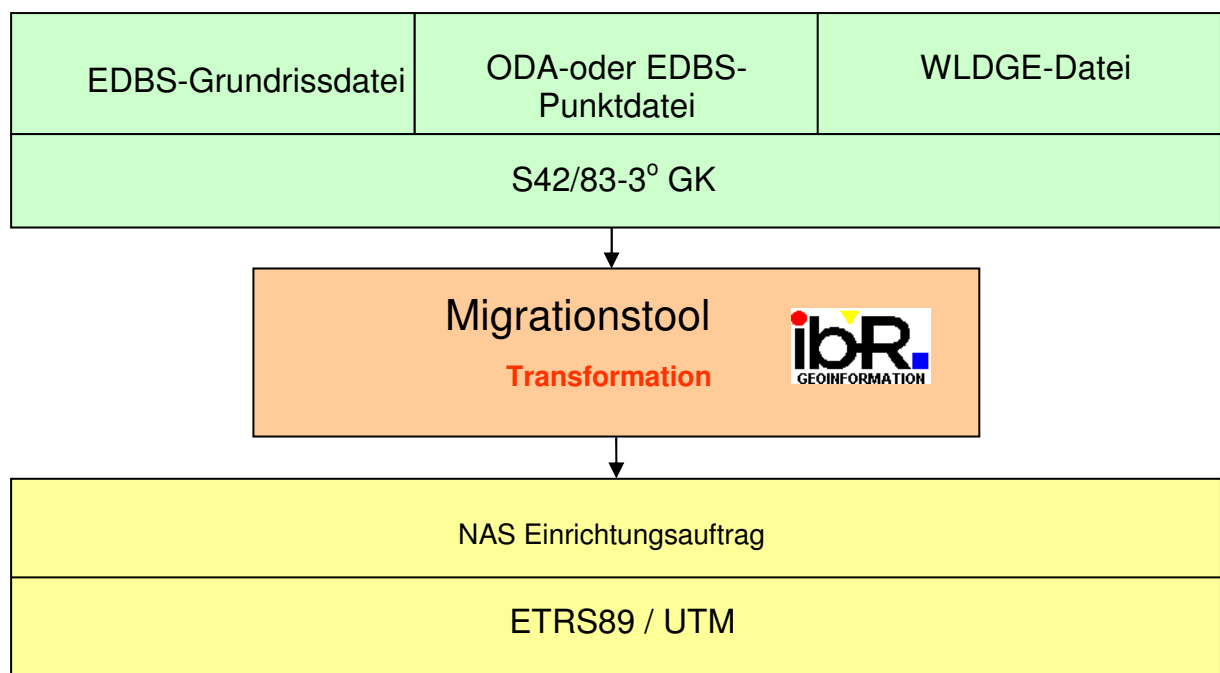 EDBS-Grundrissdatei
ODA-oder EDBS-
Punktdatei
WLDGE-Datei
S42/83-3° GK
Migrationstool
Transformation
ibR.
GEOINFORMATION
NAS Einrichtungsauftrag
ETRS89 / UTM